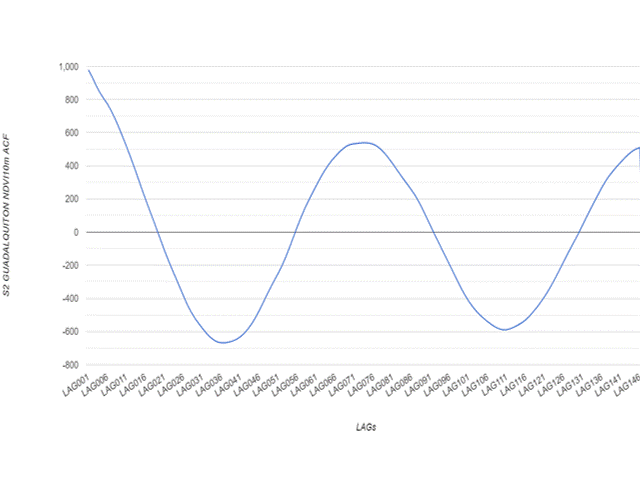 S2 GUADALQUITON NDVI10m ACF
1,000
800
600
400
200
0
-200
-400
-600
-800
LAG001
LAG006
LAG011
LAG016
LAG021
LAG026
LAG031
LAG036
LAG041
LAG046
LAG051
LAG056
LAG061
LAG066
LAG071
LAG076
LAG081
LAG086
LAG091
LAG096
LAG101
LAG106
LAG111
LAG116
LAG121
LAG126
LAG131
LAG136
LAG141
LAG146
LAGs